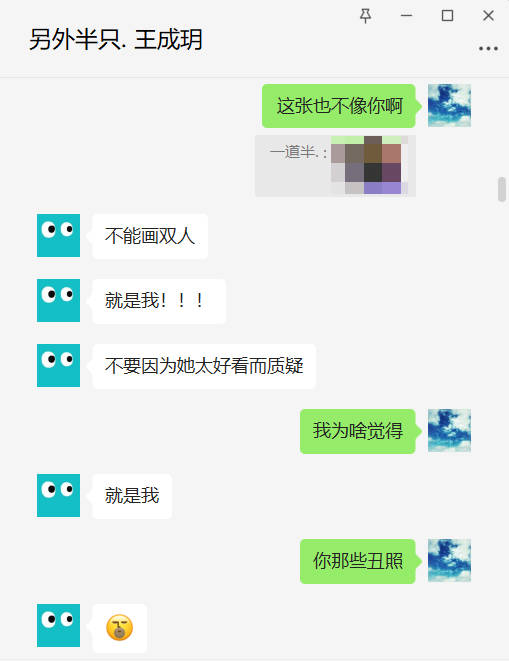 另外半只. 王成玥
这张也不像你啊
一道半. :
不能画双人
就是我！！！
不要因为她太好看而质疑
我为啥觉得
就是我
你那些丑照